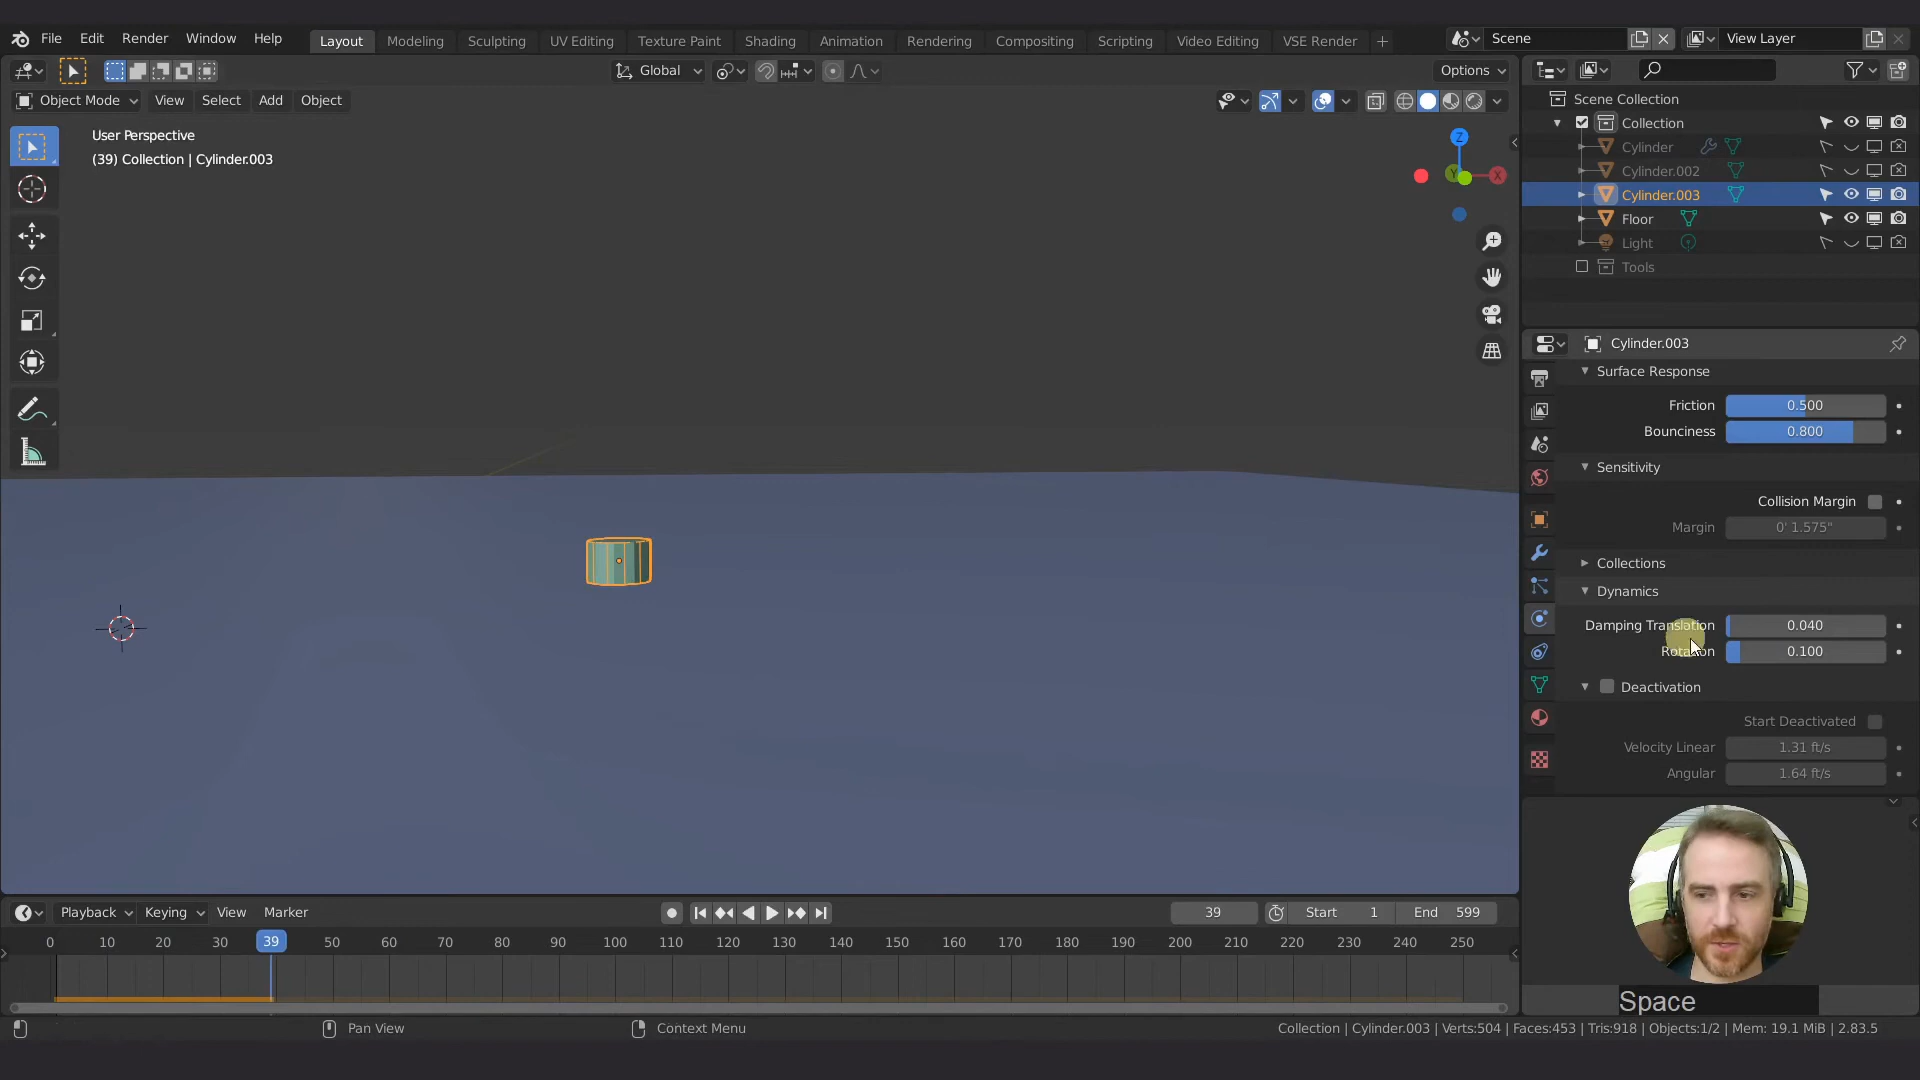 File Edit Render Window Help Layout Modeling Sculpting UV Editing Texture Paint Shading Animation Rendering Compositing Scripting Video Editing VSE Render + Scene View Layer
Global Options
Object Mode View Select Add Object
User Perspective
(39) Collection | Cylinder.003
Z
Y X
Scene Collection
Collection
Cylinder
Cylinder.002
Cylinder.003
Floor
Light
Tools
Cylinder.003
Surface Response
Friction 0.500
Bounciness 0.800
Sensitivity
Collision Margin
Margin 0' 1.575"
Collections
Dynamics
Damping Translation 0.040
Rotation 0.100
Deactivation
Start Deactivated
Velocity Linear 1.31 ft/s
Angular 1.64 ft/s
Playback Keying View Marker 39 Start 1 End 599
0 10 20 30 39 50 60 70 80 90 100 110 120 130 140 150 160 170 180 190 200 210 220 230 240 250
Space
Pan View Context Menu Collection | Cylinder.003 | Verts:504 | Faces:453 | Tris:918 | Objects:1/2 | Mem: 19.1 MiB | 2.83.5